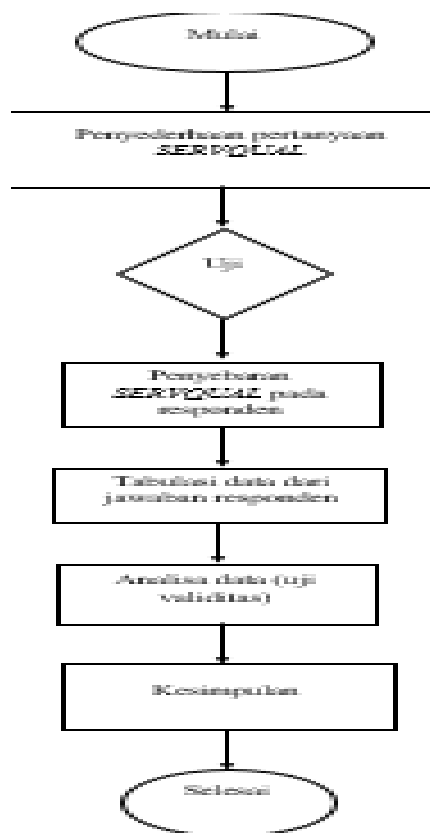 Mulai
Penyederhaan pertanyaan
SERVQUAL
Uji
Penyebaran
SERVQUAL pada
responden
Tabulasi data dari
jawaban responden
Analisa data (uji
validitas)
Kesimpulan
Selesai